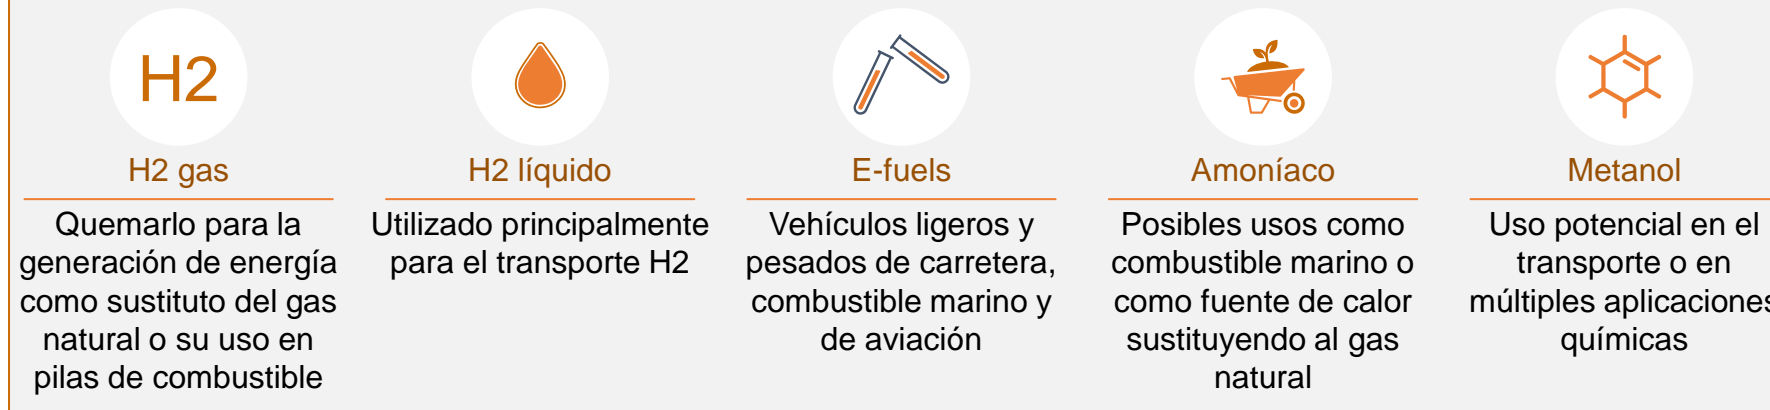 H2
H2 gas
Quemarlo para la
generación de energía
como sustituto del gas
natural o su uso en
pilas de combustible
H2 líquido
Utilizado principalmente
para el transporte H2
E-fuels
Vehículos ligeros y
pesados de carretera,
combustible marino y
de aviación
Amoníaco
Posibles usos como
combustible marino o
como fuente de calor
sustituyendo al gas
natural
Metanol
Uso potencial en el
transporte o en
múltiples aplicaciones
químicas